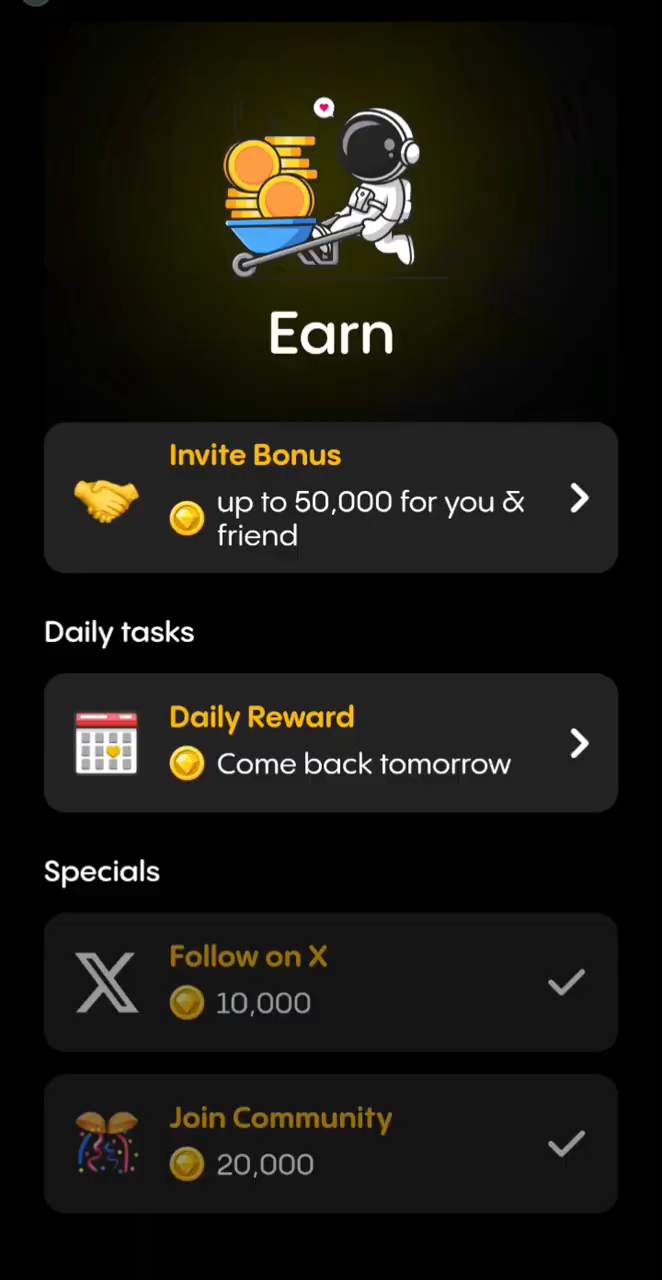 Earn
Invite Bonus
up to 50,000 for you &
friend
Daily tasks
Daily Reward
Come back tomorrow
Specials
Follow on X
10,000
Join Community
20,000